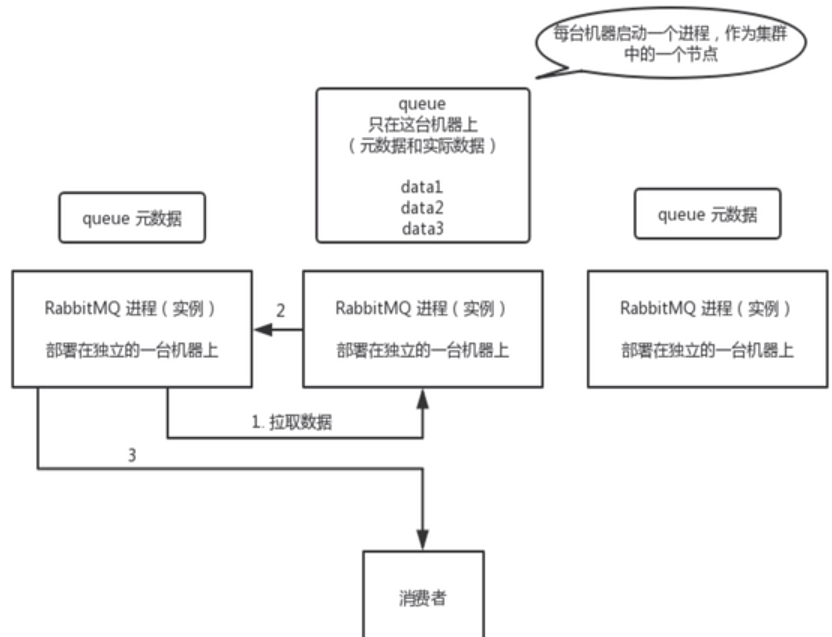 每台机器启动一个进程，作为集群
中的一个节点
queue
只在这台机器上
（元数据和实际数据）
data1
data2
data3
queue 元数据
queue 元数据
RabbitMQ 进程（实例）
部署在独立的一台机器上
2
RabbitMQ 进程（实例）
部署在独立的一台机器上
RabbitMQ 进程（实例）
部署在独立的一台机器上
1. 拉取数据
3
消费者